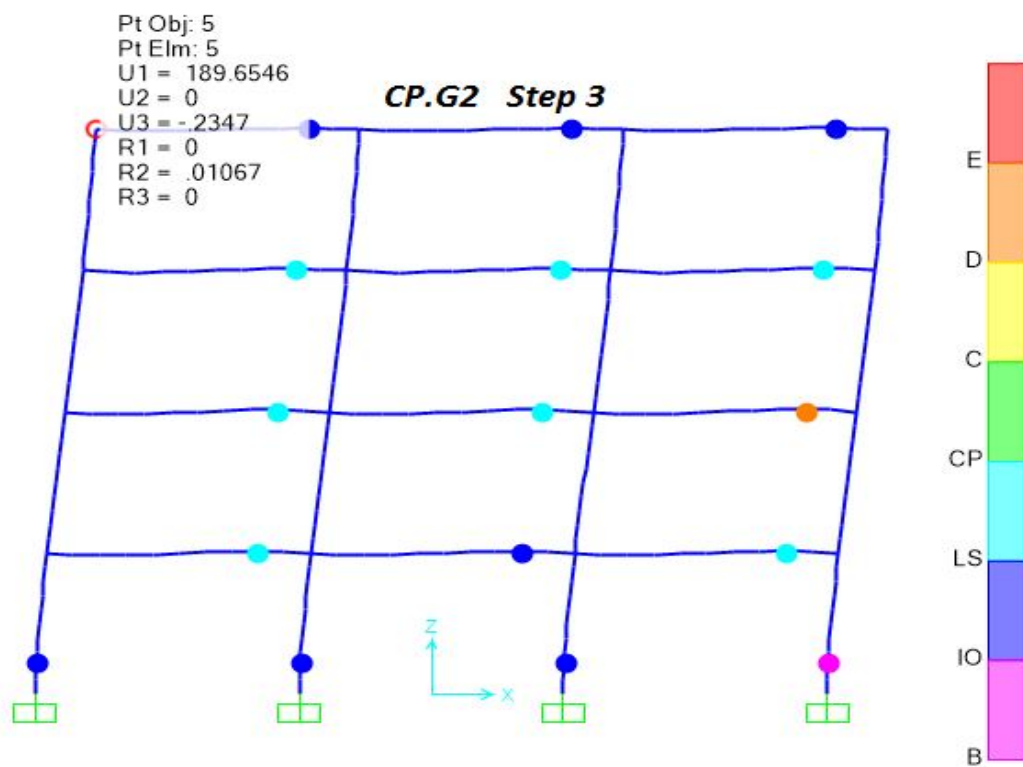 Pt Obj: 5
Pt Elm: 5
U1 = 189.6546
U2 = 0
U3 = -.2347
R1 = 0
R2 = .01067
R3 = 0
CP.G2 Step 3
E
D
C
CP
LS
IO
B
Z
X